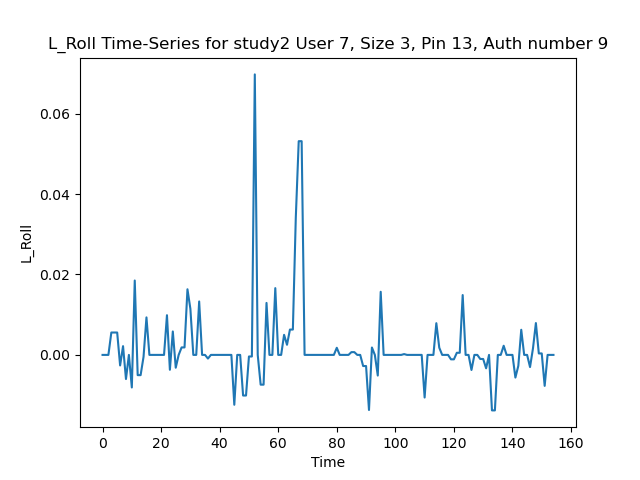 L_Roll Time-Series for study2 User 7, Size 3, Pin 13, Auth number 9
0.06
0.04
0.02
0.00
L_Roll
0 20 40 60 80 100 120 140 160
Time